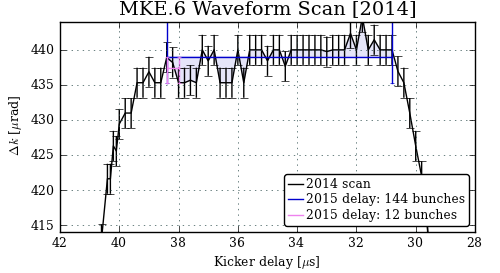 MKE.6 Waveform Scan [2014]
440
435
430
425
420
415
Δk [μrad]
2014 scan
2015 delay: 144 bunches
2015 delay: 12 bunches
42 40 38 36 34 32 30 28
Kicker delay [μs]